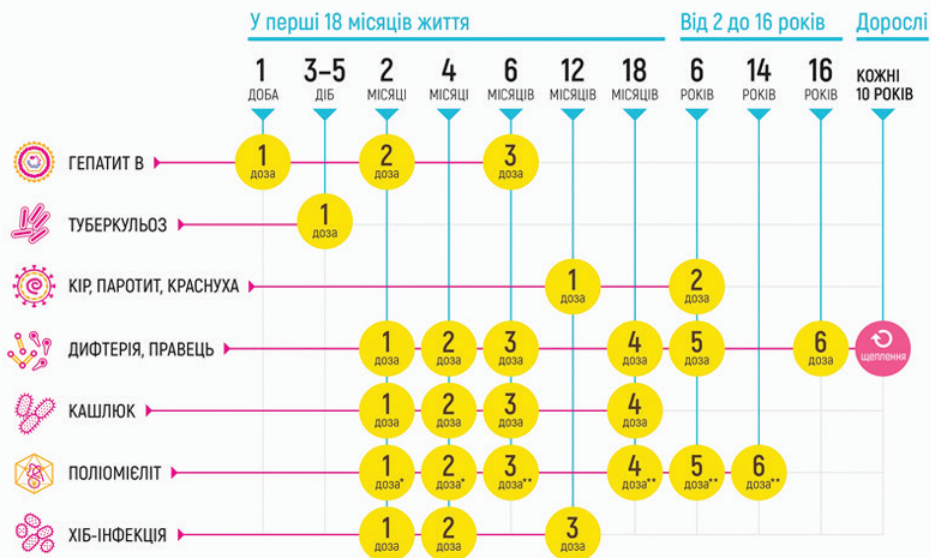 У перші 18 місяців життя
Від 2 до 16 років
Дорослі
1 3–5 2 4 6 12 18 6 14 16 КОЖНІ
ДОБА ДІБ МІСЯЦІ МІСЯЦІ МІСЯЦІВ МІСЯЦІВ МІСЯЦІВ РОКІВ РОКІВ РОКІВ 10 РОКІВ
ГЕПАТИТ В 1 доза 2 доза 3 доза
ТУБЕРКУЛЬОЗ 1 доза
КІР, ПАРОТИТ, КРАСНУХА 1 доза 2 доза
ДИФТЕРІЯ, ПРАВЕЦЬ 1 доза 2 доза 3 доза 4 доза 5 доза 6 доза щеплення
КАШЛЮК 1 доза 2 доза 3 доза 4 доза
ПОЛІОМІЄЛІТ 1 доза* 2 доза* 3 доза** 4 доза** 5 доза** 6 доза**
ХІБ-ІНФЕКЦІЯ 1 доза 2 доза 3 доза